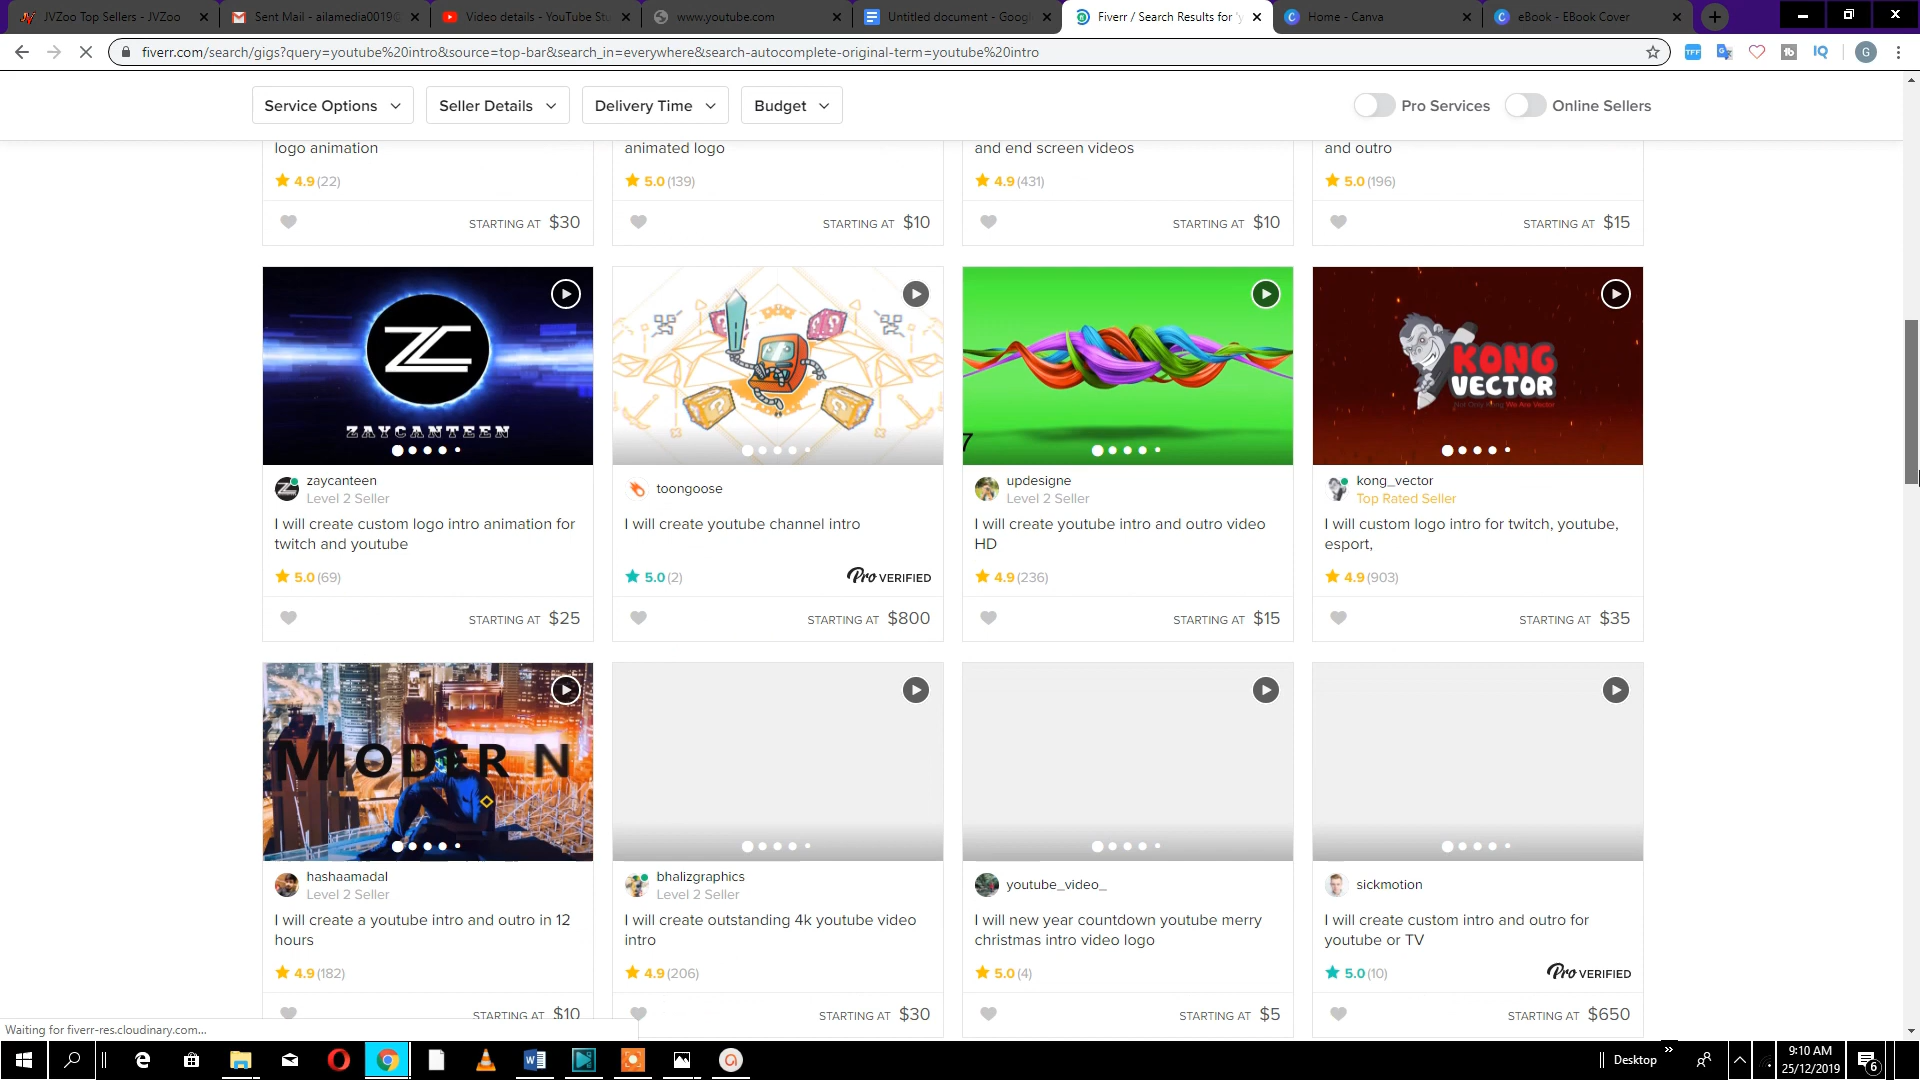 JVZoo Top Sellers - JVZoo
Sent Mail - ailamedia0019@
Video details - YouTube Stu
www.youtube.com
Untitled document - Googl
Fiverr / Search Results for 'y
Home - Canva
eBook - EBook Cover
fiverr.com/search/gigs?query=youtube%20intro&source=top-bar&search_in=everywhere&search-autocomplete-original-term=youtube%20intro
Service Options
Seller Details
Delivery Time
Budget
Pro Services
Online Sellers
logo animation
4.9 (22)
STARTING AT $30
animated logo
5.0 (139)
STARTING AT $10
and end screen videos
4.9 (431)
STARTING AT $10
and outro
5.0 (196)
STARTING AT $15
ZAYCANTEEN
zaycanteen
Level 2 Seller
I will create custom logo intro animation for
twitch and youtube
5.0 (69)
STARTING AT $25
toongoose
I will create youtube channel intro
5.0 (2)
Pro VERIFIED
STARTING AT $800
7
updesigne
Level 2 Seller
I will create youtube intro and outro video
HD
4.9 (236)
STARTING AT $15
KONG
VECTOR
kong_vector
Top Rated Seller
I will custom logo intro for twitch, youtube,
esport,
4.9 (903)
STARTING AT $35
MODERN
hashaamadal
Level 2 Seller
I will create a youtube intro and outro in 12
hours
4.9 (182)
STARTING AT $10
bhalizgraphics
Level 2 Seller
I will create outstanding 4k youtube video
intro
4.9 (206)
STARTING AT $30
youtube_video_
I will new year countdown youtube merry
christmas intro video logo
5.0 (4)
STARTING AT $5
sickmotion
I will create custom intro and outro for
youtube or TV
5.0 (10)
Pro VERIFIED
STARTING AT $650
Waiting for fiverr-res.cloudinary.com...
Desktop
9:10 AM
25/12/2019
6